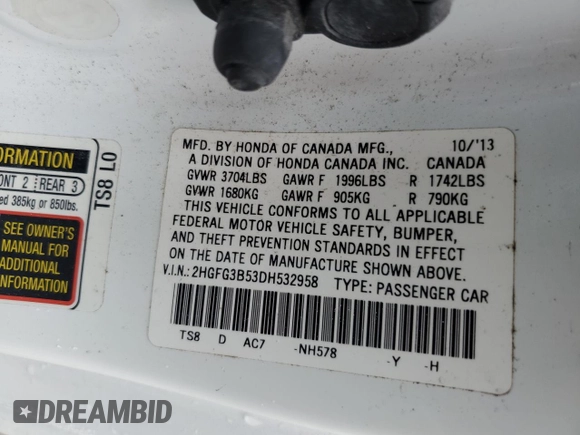 ORMATION
ONT 2 REAR 3
ed 385kg or 850lbs.
SEE OWNER'S
MANUAL FOR
ADDITIONAL
INFORMATION
TS8 L0
MFD. BY HONDA OF CANADA MFG., 10/'13
A DIVISION OF HONDA CANADA INC. CANADA
GVWR 3704LBS GAWR F 1996LBS R 1742LBS
GVWR 1680KG GAWR F 905KG R 790KG
THIS VEHICLE CONFORMS TO ALL APPLICABLE
FEDERAL MOTOR VEHICLE SAFETY, BUMPER,
AND THEFT PREVENTION STANDARDS IN EFFECT
ON THE DATE OF MANUFACTURE SHOWN ABOVE.
V.I.N.: 2HGFG3B53DH532958 TYPE: PASSENGER CAR
TS8 D AC7 -NH578 -Y -H
DREAMBID